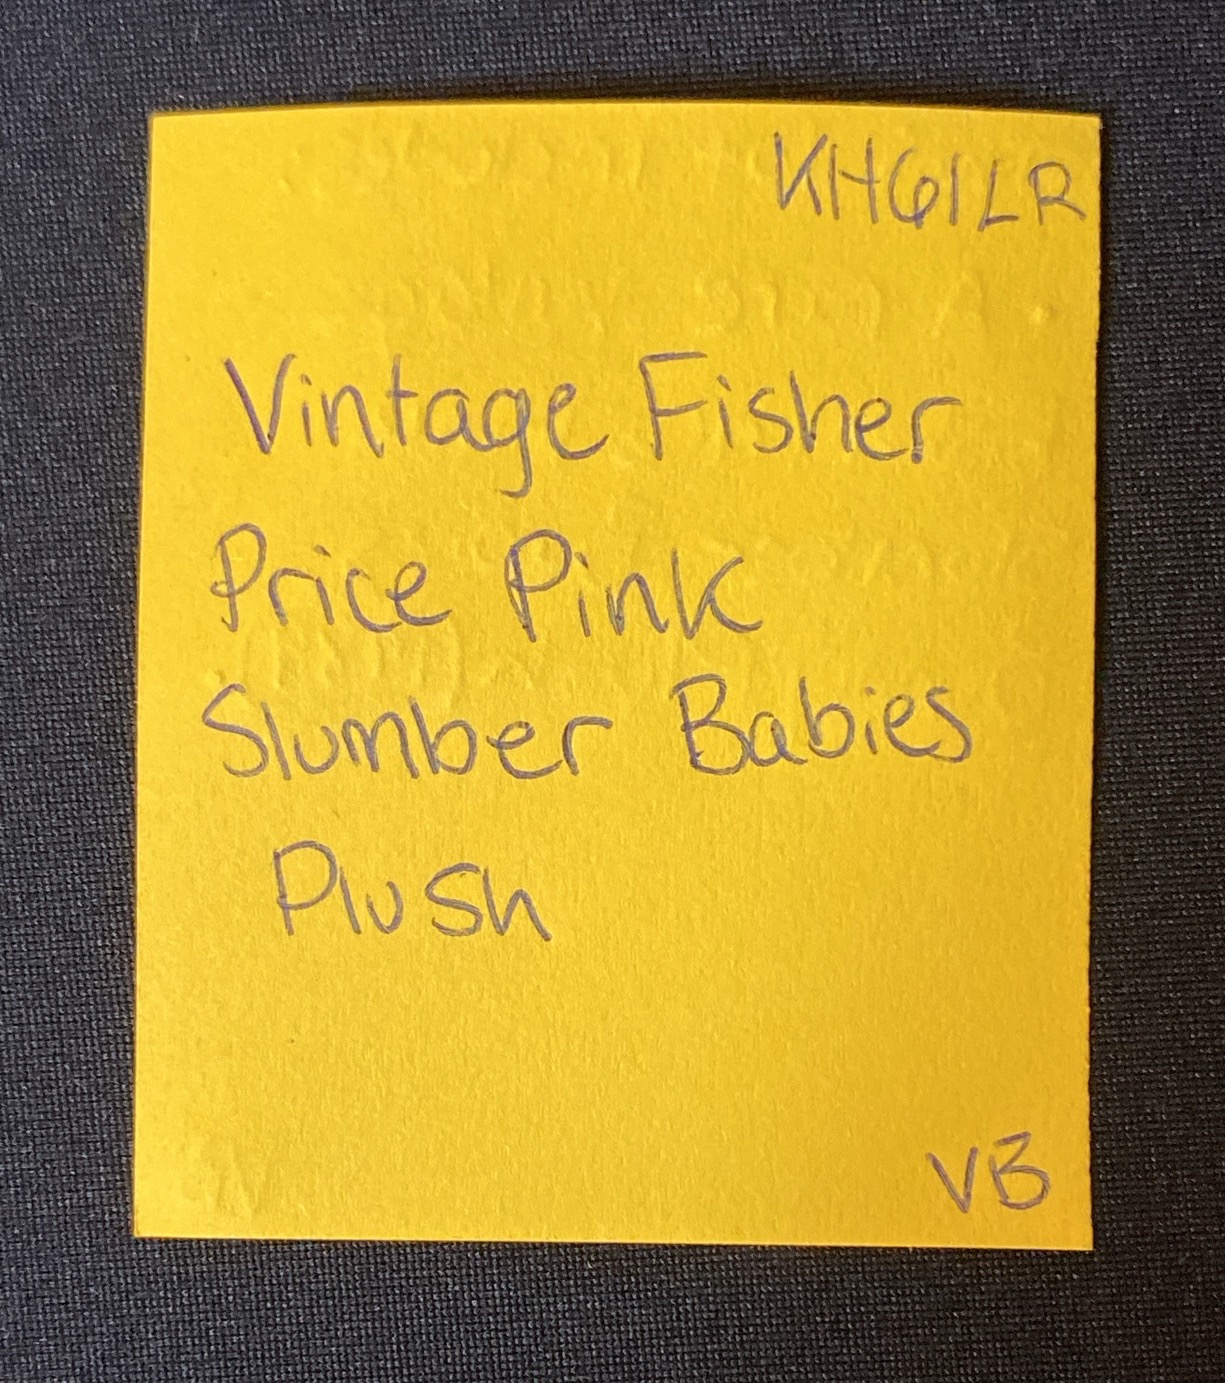 KH61LR
Vintage Fisher
Price Pink
Slumber Babies
Plush
VB